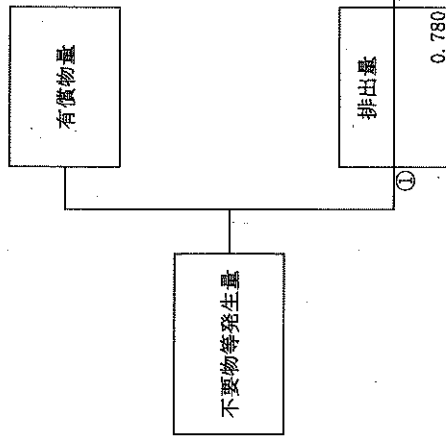 有償物量
不要物等発生量
排出量
①
0.780